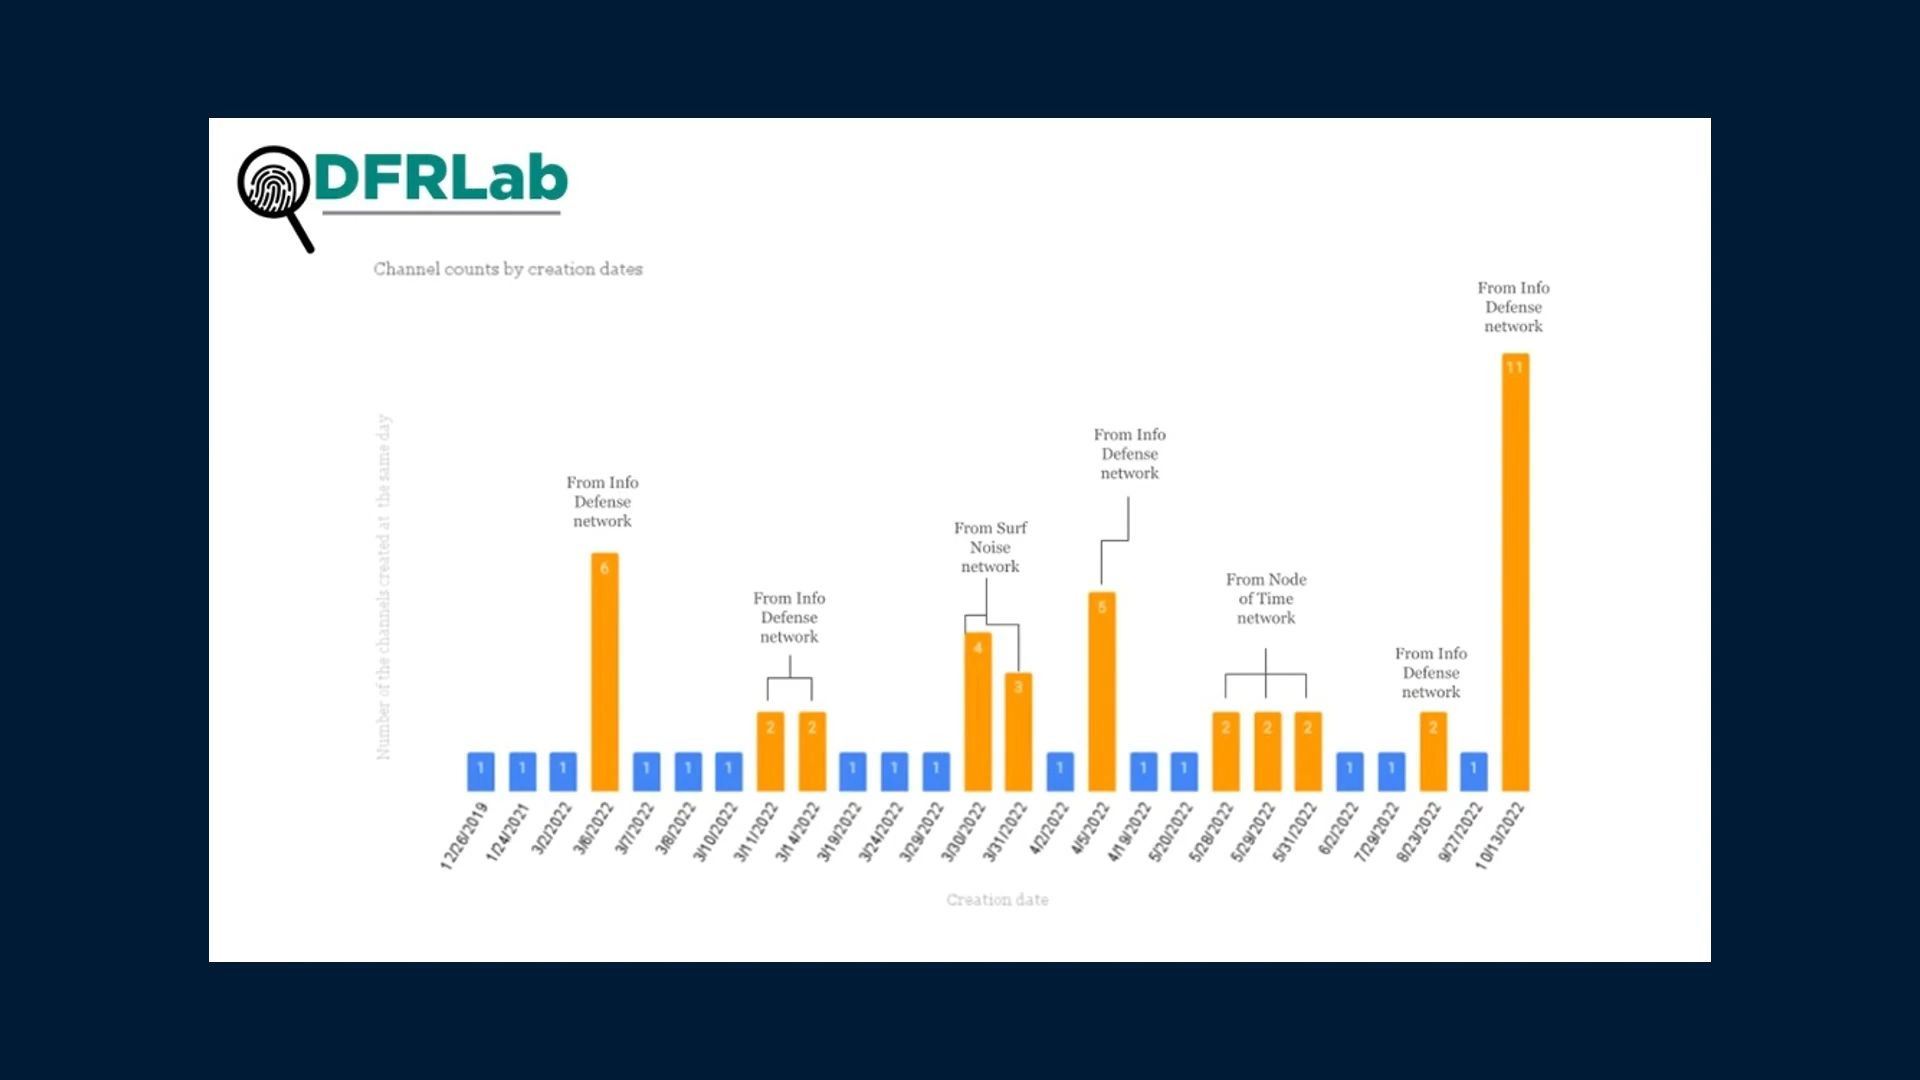 DFRLab
Channel counts by creation dates
From Info
Defense
network
From Info
Defense
network
From Info
Defense
network
From Surf
Noise
network
From Info
Defense
network
From Node
of Time
network
From Info
Defense
network
Number of the channels created at the same day
1
1
1
6
1
1
1
2
2
1
1
1
4
3
1
5
1
1
2
2
2
1
1
2
1
11
12/26/2019
1/24/2021
3/2/2022
3/6/2022
3/7/2022
3/8/2022
3/10/2022
3/11/2022
3/14/2022
3/19/2022
3/24/2022
3/29/2022
3/30/2022
3/31/2022
4/2/2022
4/5/2022
4/19/2022
5/20/2022
5/28/2022
5/29/2022
5/31/2022
6/2/2022
7/29/2022
8/23/2022
9/27/2022
10/13/2022
Creation date